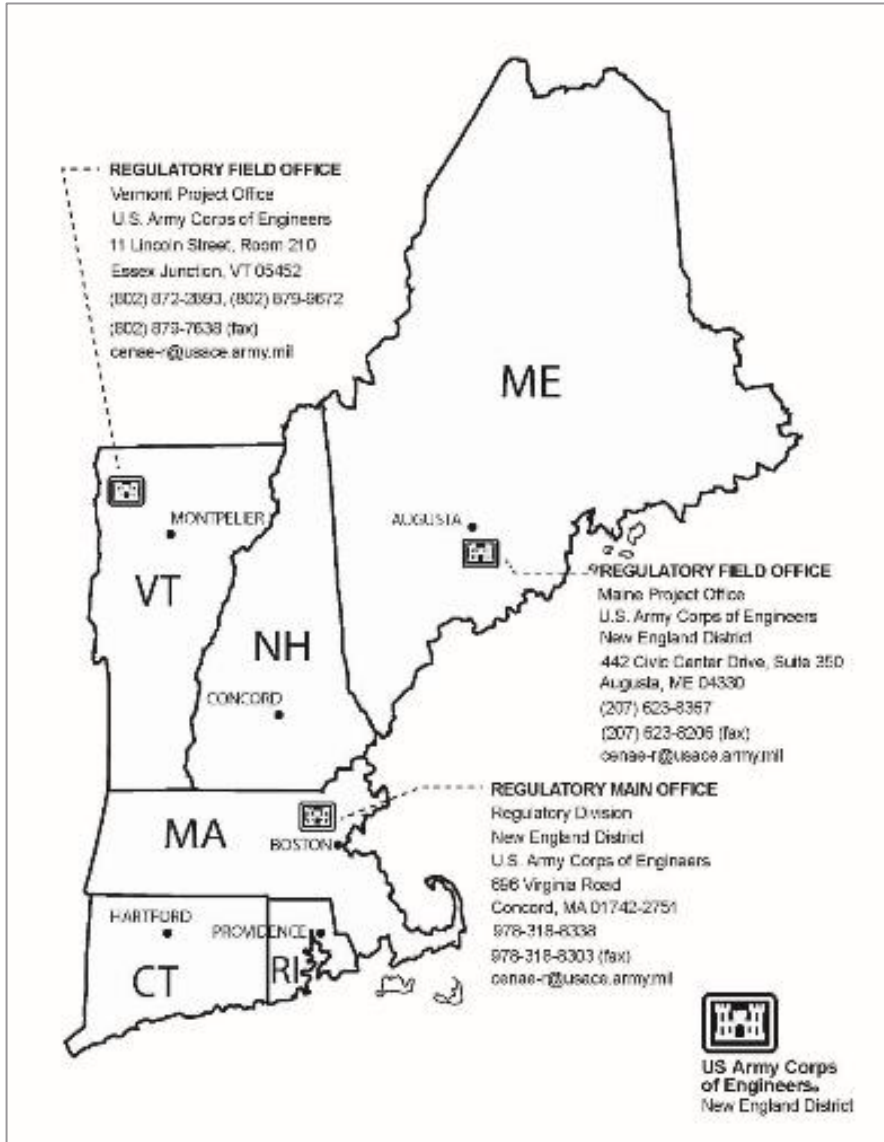 REGULATORY FIELD OFFICE
Vermont Project Office
U.S. Army Corps of Engineers
11 Lincoln Street, Room 210
Essex Junction, VT 05452
(802) 872-2893, (802) 879-9672
(802) 879-7638 (fax)
cenae-r@usace.army.mil
ME
MONTPELIER
AUGUSTA
VT
REGULATORY FIELD OFFICE
Maine Project Office
U.S. Army Corps of Engineers
New England District
442 Civic Center Drive, Suite 350
Augusta, ME 04330
(207) 623-8367
(207) 623-8206 (fax)
cenae-r@usace.army.mil
NH
CONCORD
REGULATORY MAIN OFFICE
Regulatory Division
New England District
U.S. Army Corps of Engineers
696 Virginia Road
Concord, MA 01742-2751
978-318-8338
978-318-8303 (fax)
cenae-r@usace.army.mil
MA
BOSTON
HARTFORD
PROVIDENCE
CT
RI
US Army Corps
of Engineers®
New England District